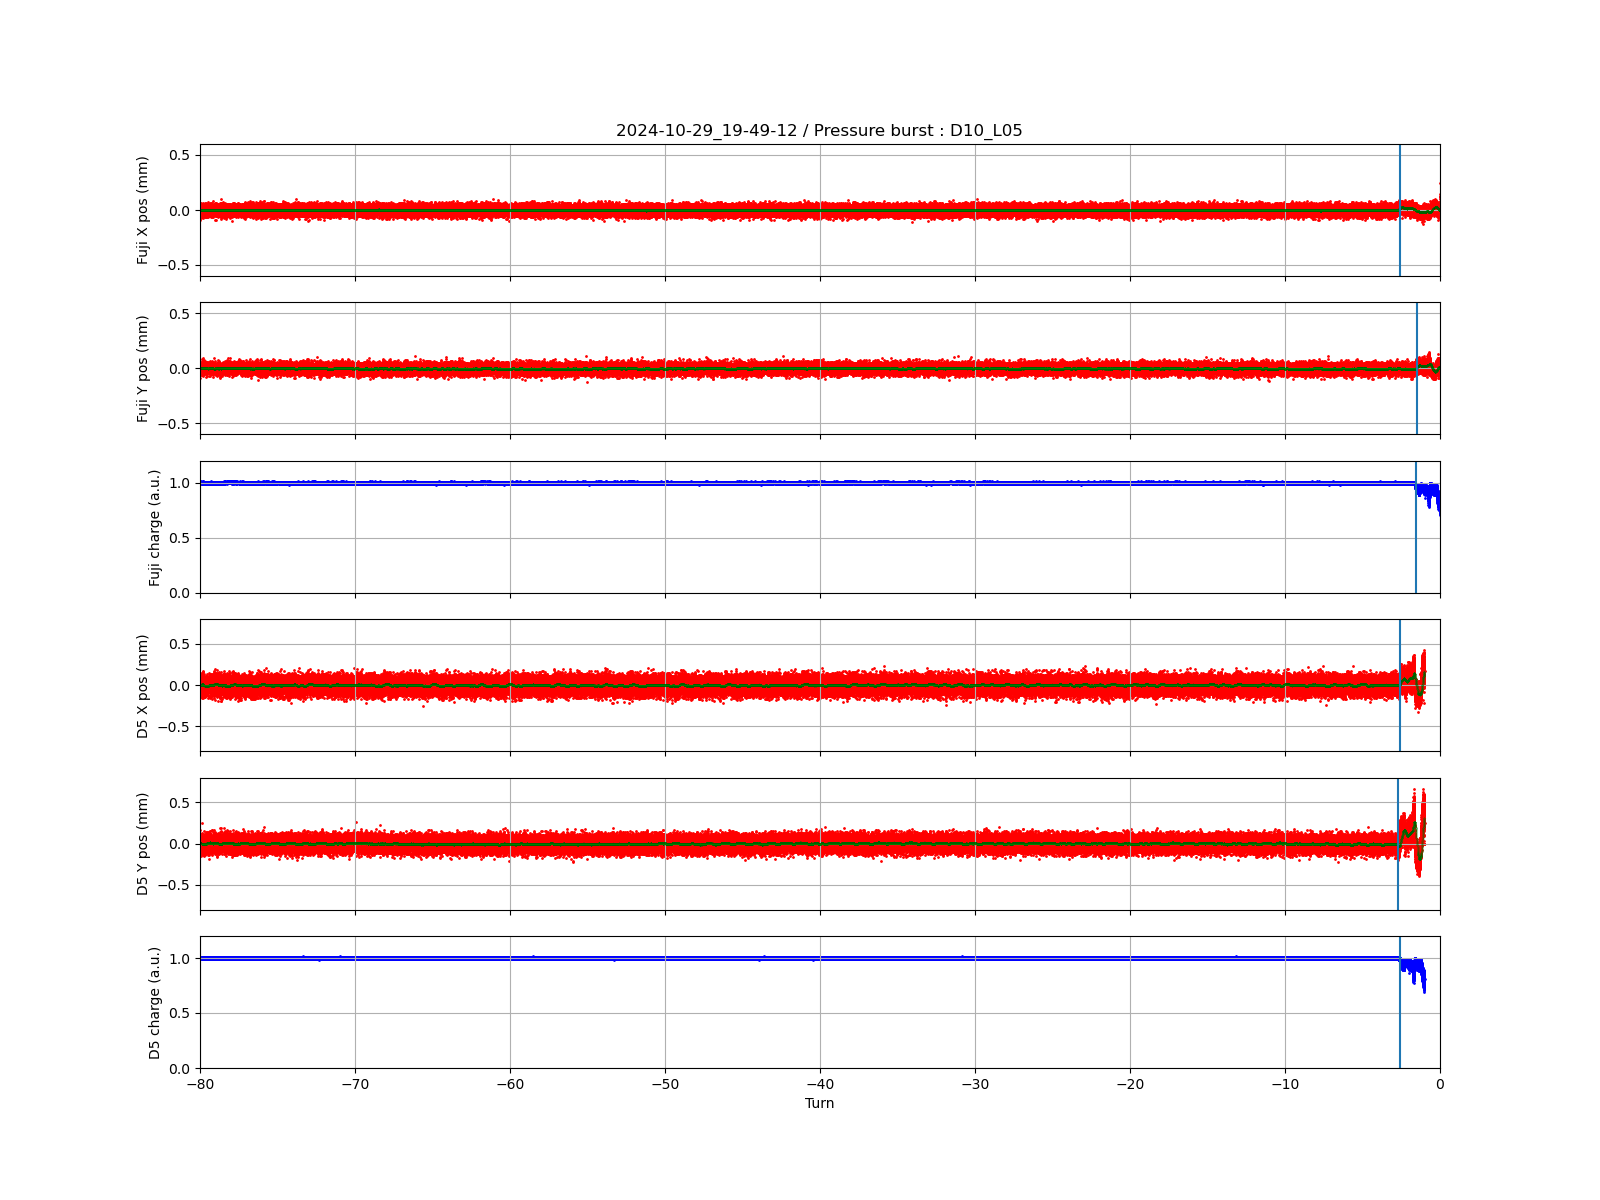 2024-10-29_19-49-12 / Pressure burst : D10_L05
Fuji X pos (mm)
0.5
0.0
−0.5
Fuji Y pos (mm)
0.5
0.0
−0.5
Fuji charge (a.u.)
1.0
0.5
0.0
D5 X pos (mm)
0.5
0.0
−0.5
D5 Y pos (mm)
0.5
0.0
−0.5
D5 charge (a.u.)
1.0
0.5
0.0
−80 −70 −60 −50 −40 −30 −20 −10 0
Turn